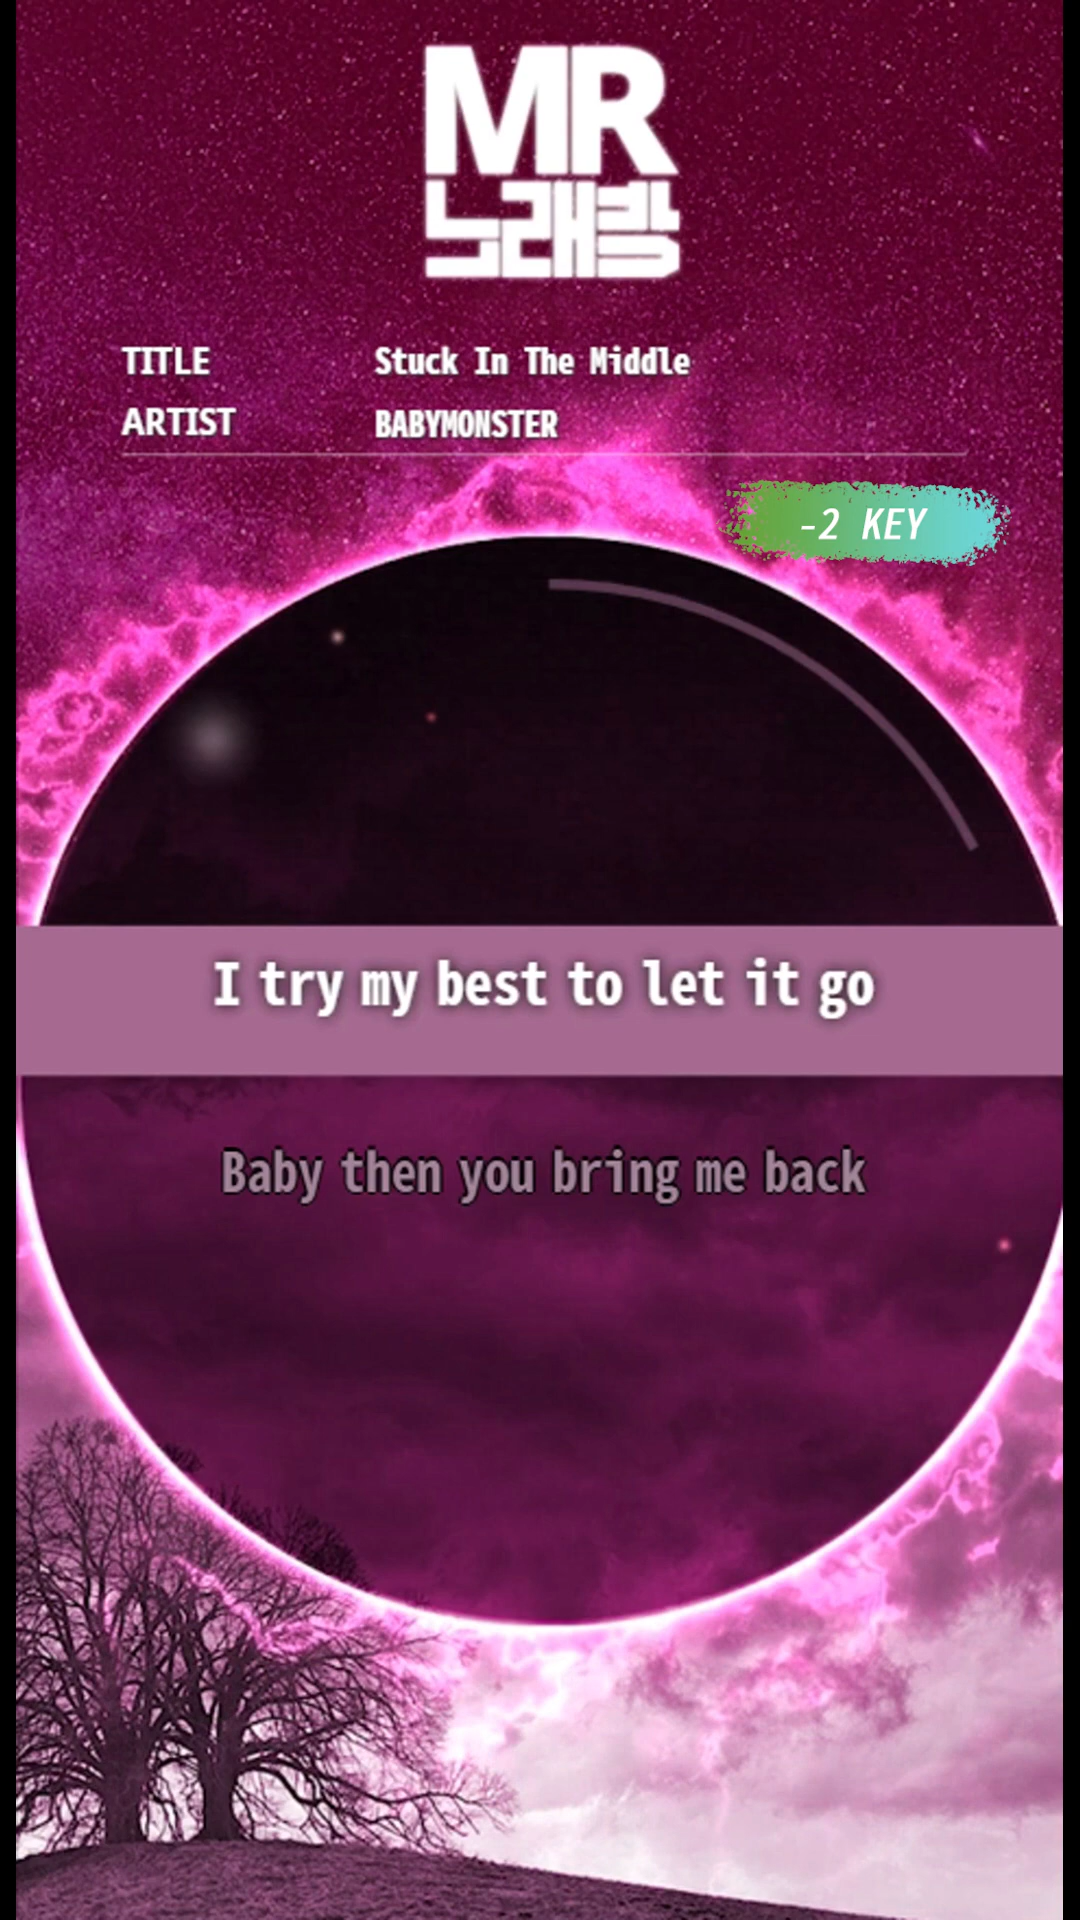 MR
노래방
TITLE Stuck In The Middle
ARTIST BABYMONSTER
-2 KEY
I try my best to let it go
Baby then you bring me back